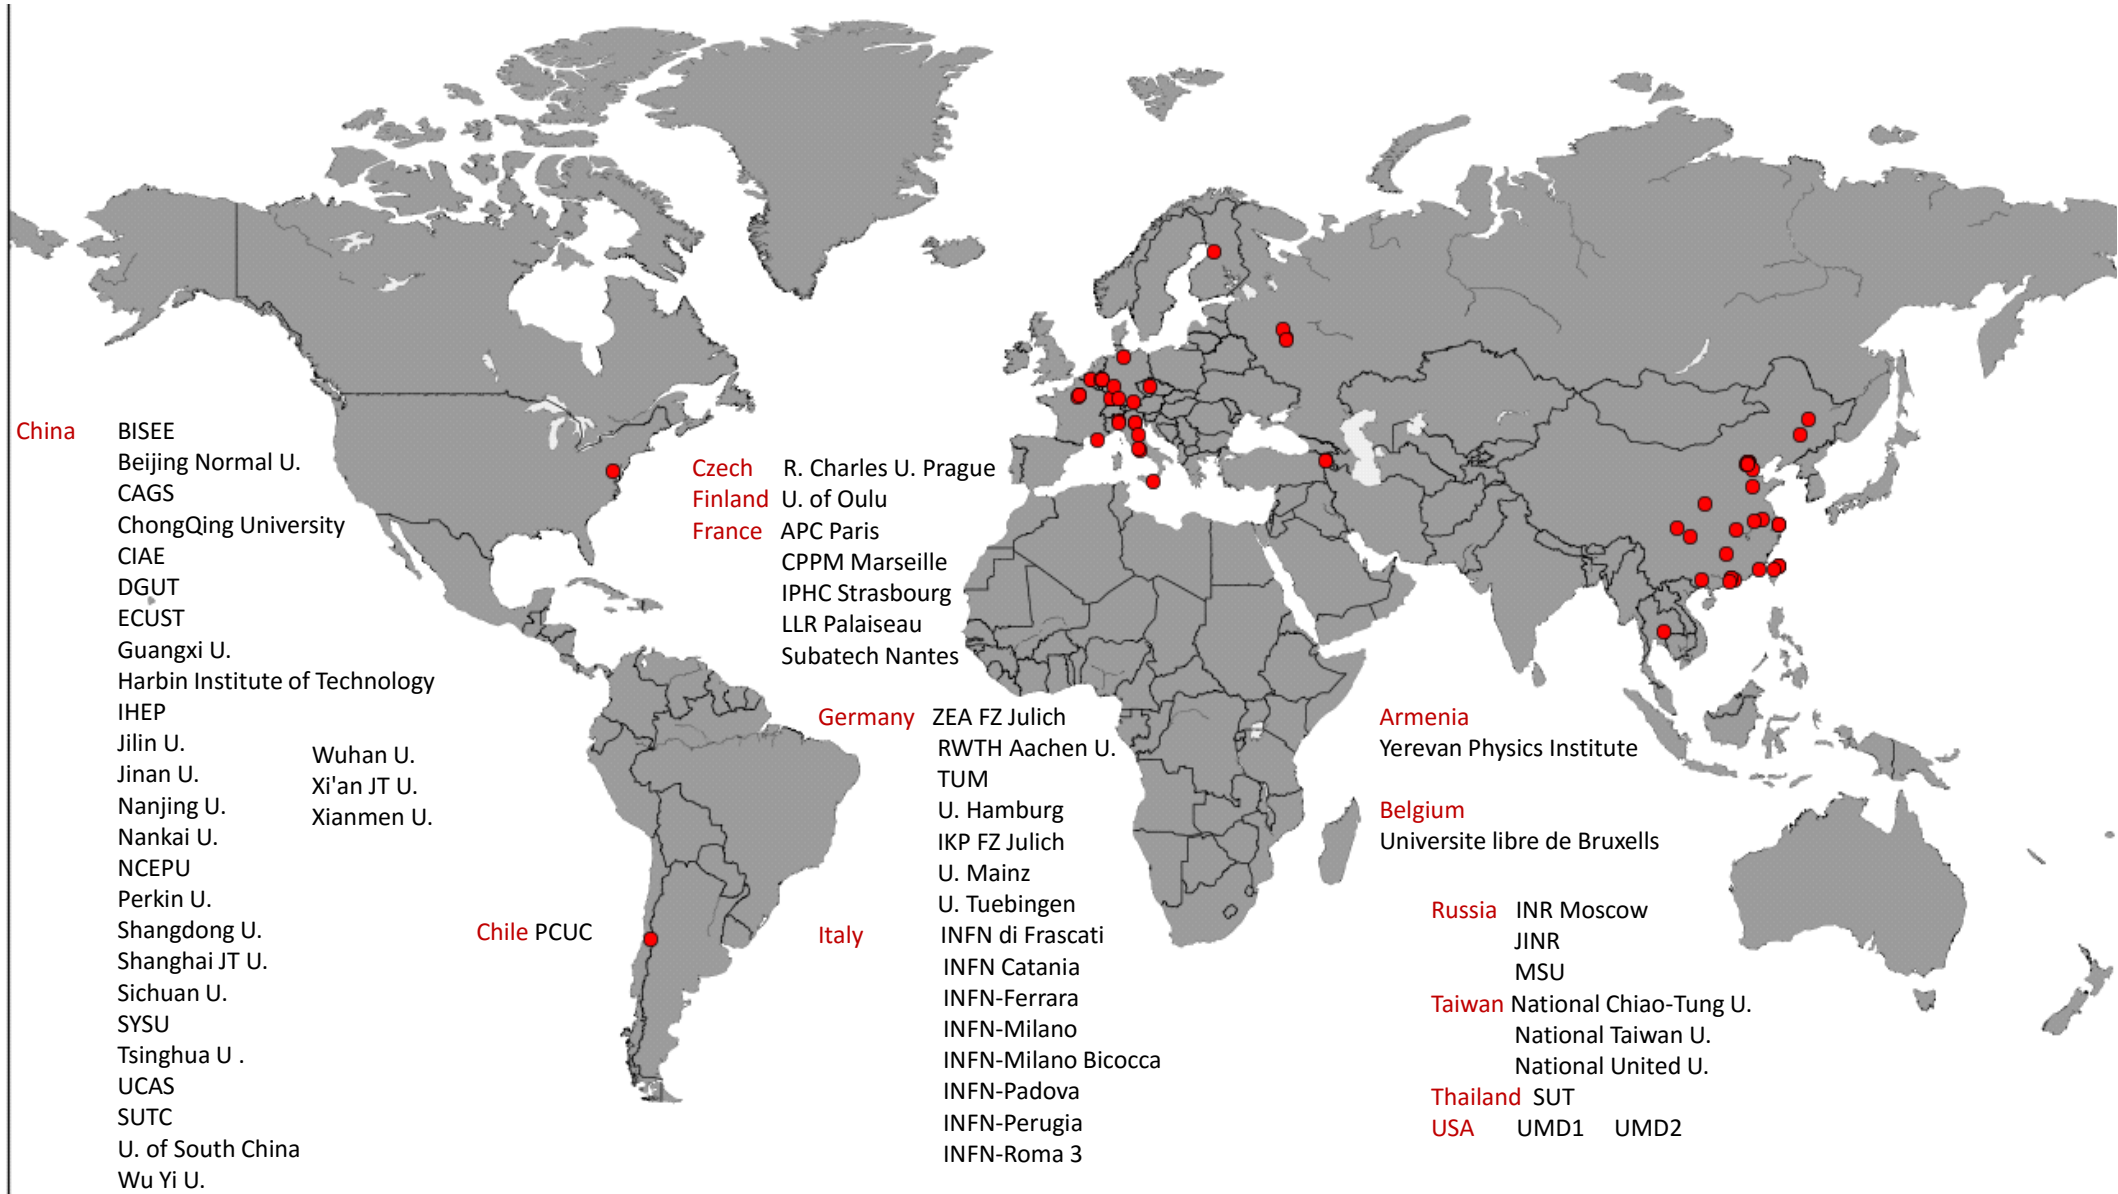 China BISEE
Beijing Normal U.
CAGS
ChongQing University
CIAE
DGUT
ECUST
Guangxi U.
Harbin Institute of Technology
IHEP
Jilin U.
Jinan U.
Nanjing U.
Nankai U.
NCEPU
Perkin U.
Shangdong U.
Shanghai JT U.
Sichuan U.
SYSU
Tsinghua U .
UCAS
SUTC
U. of South China
Wu Yi U.
Wuhan U.
Xi'an JT U.
Xianmen U.
Chile PCUC
Czech R. Charles U. Prague
Finland U. of Oulu
France APC Paris
CPPM Marseille
IPHC Strasbourg
LLR Palaiseau
Subatech Nantes
Germany ZEA FZ Julich
RWTH Aachen U.
TUM
U. Hamburg
IKP FZ Julich
U. Mainz
U. Tuebingen
Italy INFN di Frascati
INFN Catania
INFN-Ferrara
INFN-Milano
INFN-Milano Bicocca
INFN-Padova
INFN-Perugia
INFN-Roma 3
Armenia
Yerevan Physics Institute
Belgium
Universite libre de Bruxells
Russia INR Moscow
JINR
MSU
Taiwan National Chiao-Tung U.
National Taiwan U.
National United U.
Thailand SUT
USA UMD1 UMD2